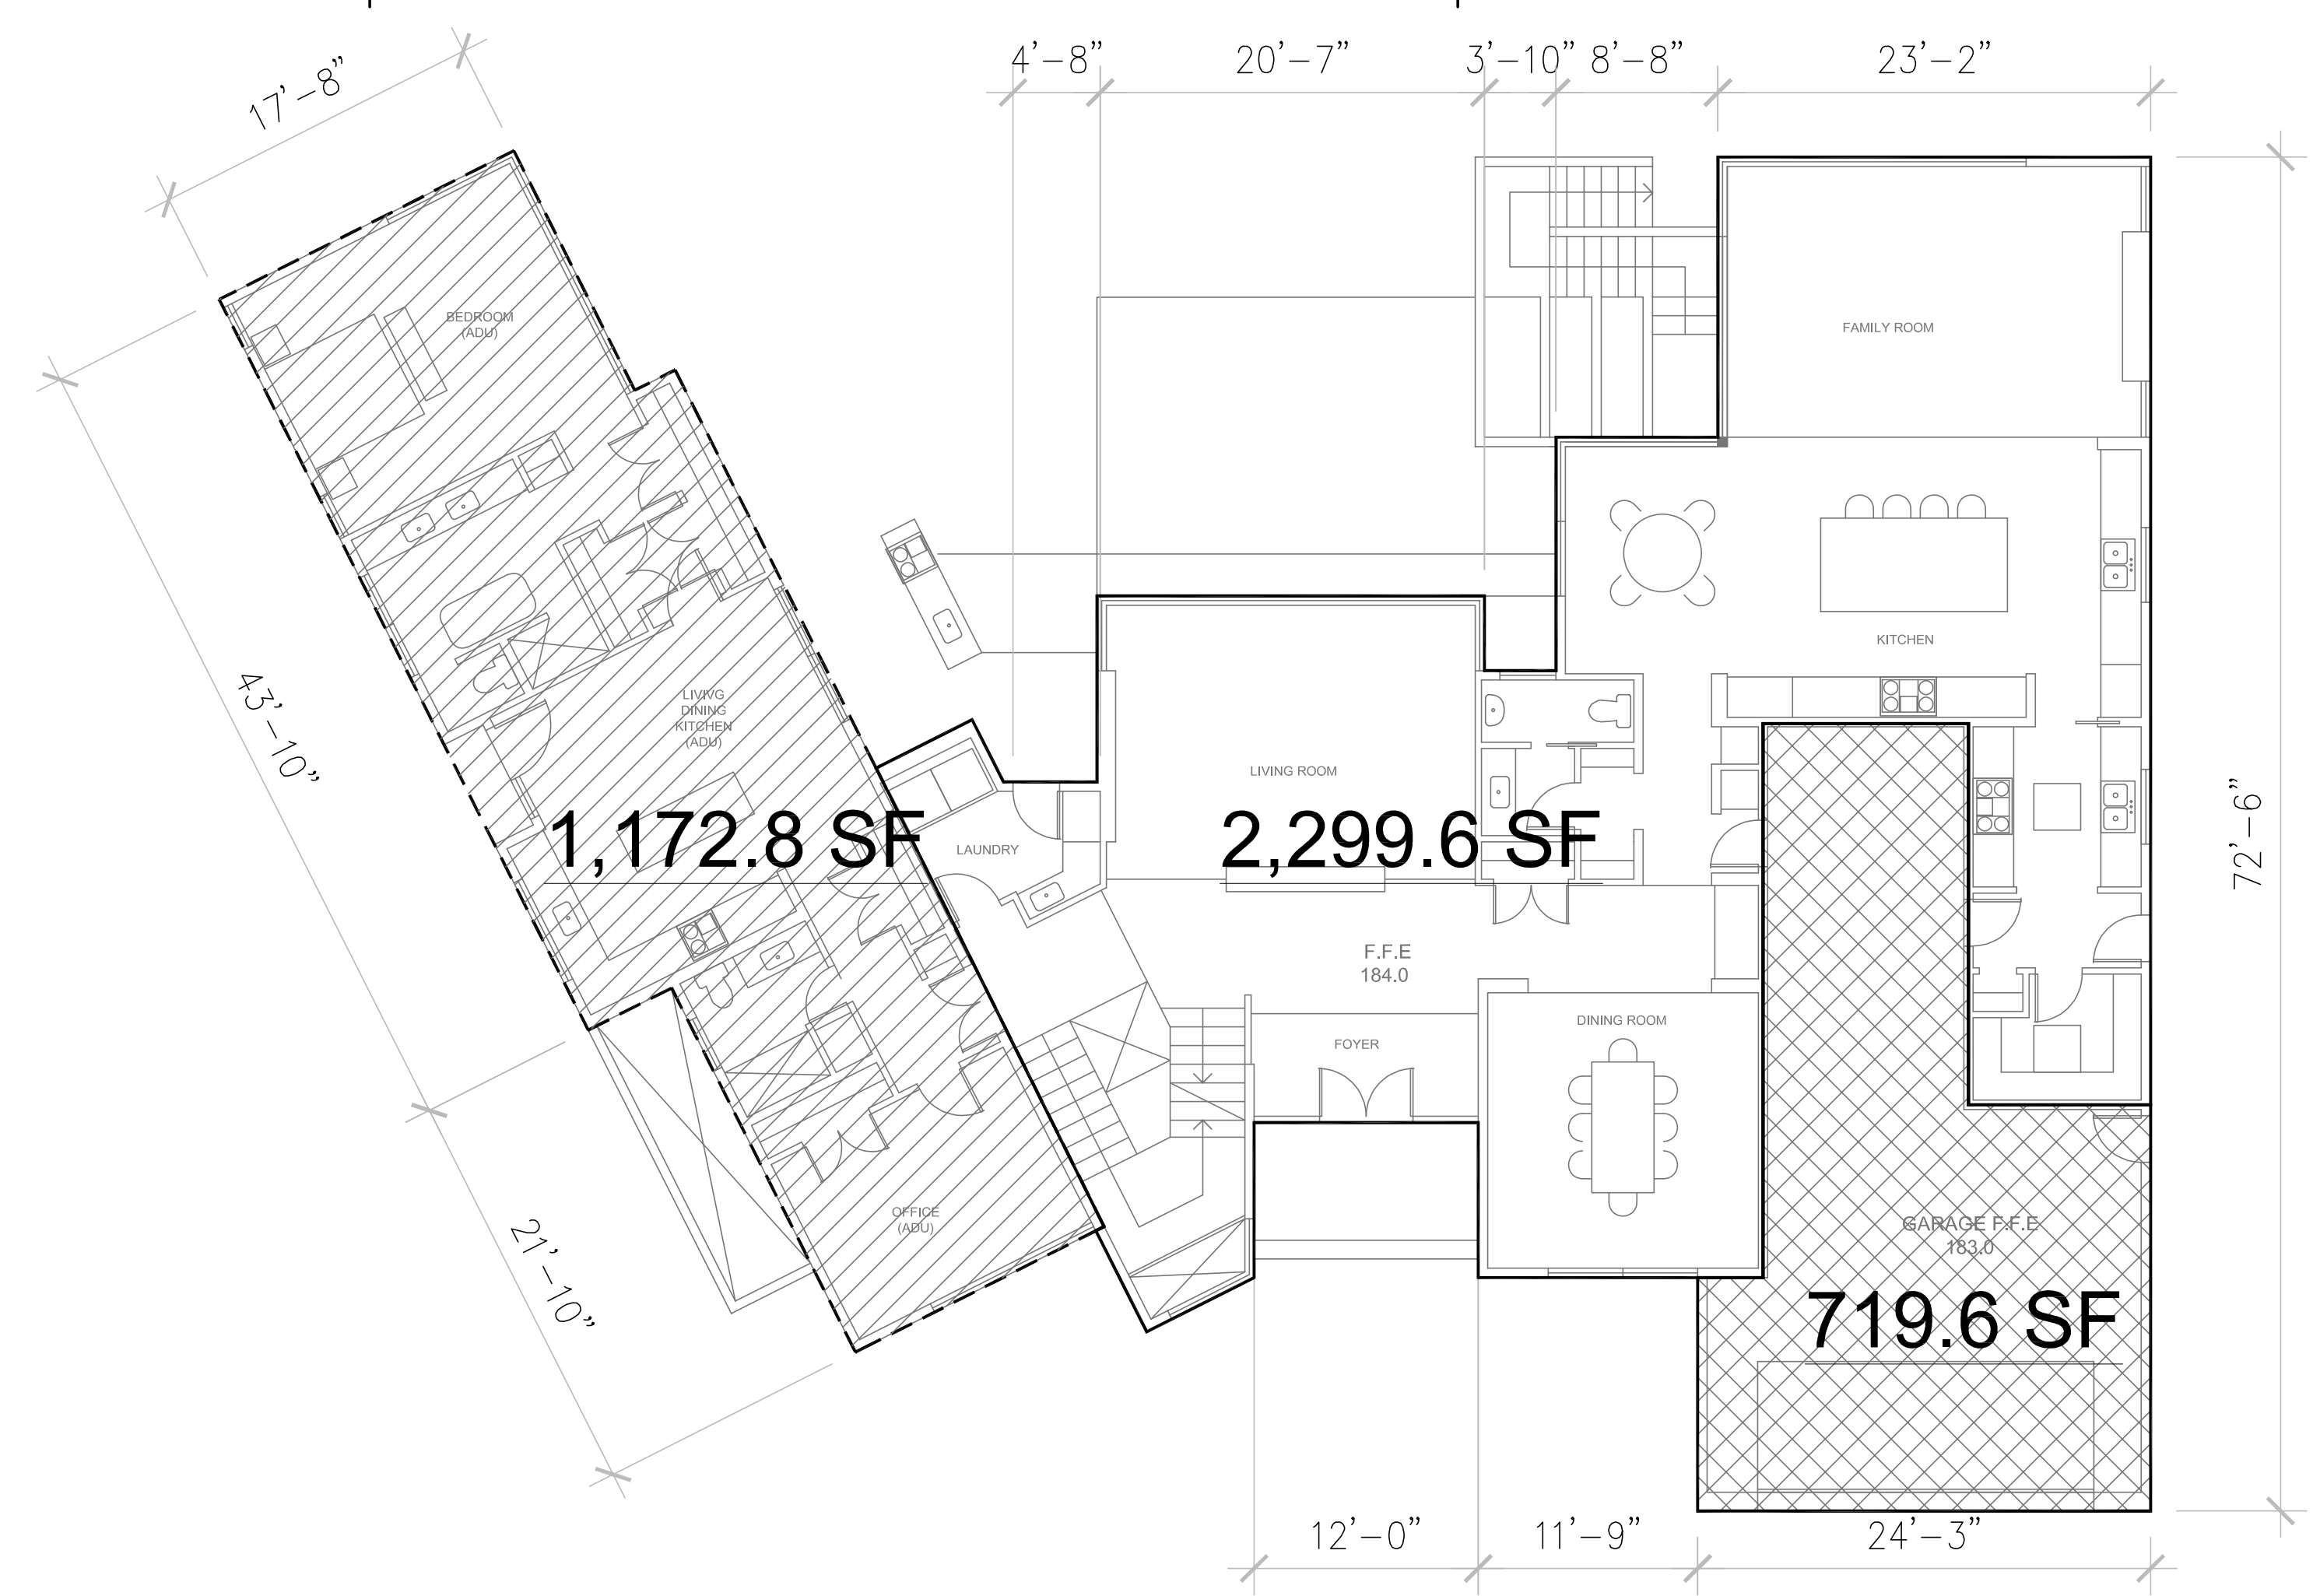 4'-8" 20'-7" 3'-10" 8'-8" 23'-2"
17'-8"
BEDROOM
(ADU)
FAMILY ROOM
KITCHEN
LIVIVG
DINING
KITCHEN
(ADU)
43'-10"
LIVING ROOM
72'-6"
1,172.8 SF
LAUNDRY
2,299.6 SF
F.F.E
184.0
DINING ROOM
FOYER
OFFICE
(ADU)
GARAGE F.F.E
183.0
21'-10"
719.6 SF
12'-0" 11'-9" 24'-3"